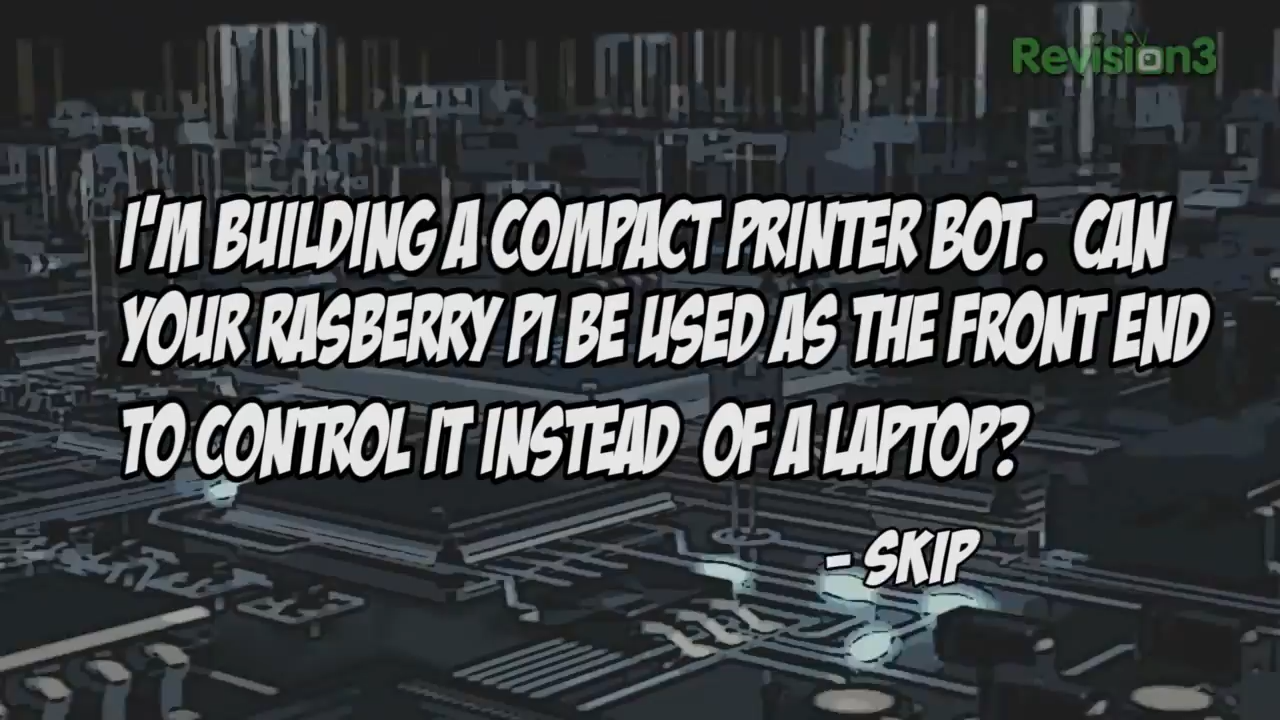 Revision3
I'M BUILDING A COMPACT PRINTER BOT. CAN
YOUR RASBERRY PI BE USED AS THE FRONT END
TO CONTROL IT INSTEAD OF A LAPTOP?
- SKIP